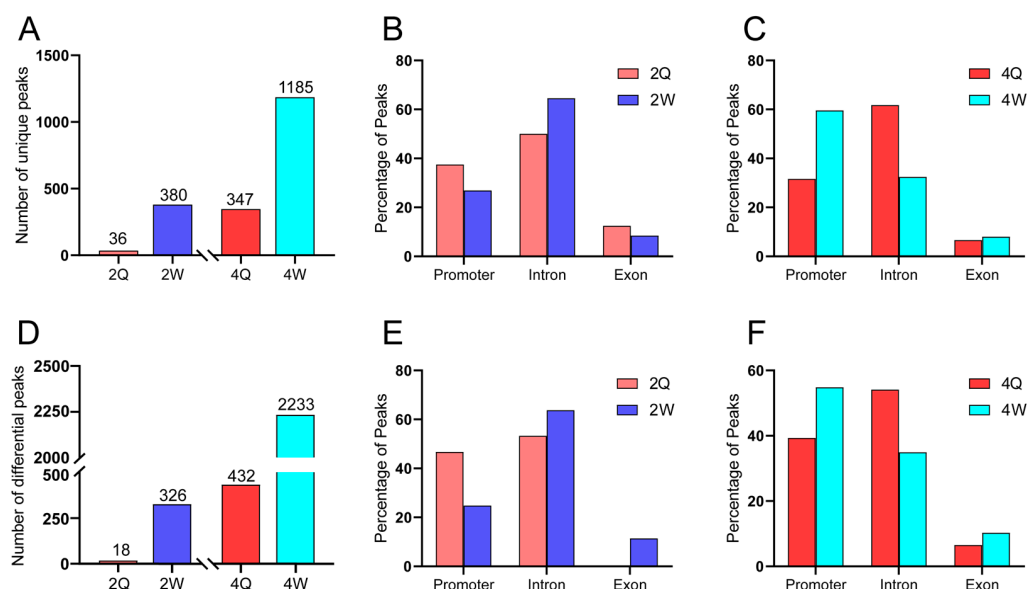 A
Number of unique peaks
1500
1000
500
0
36
380
347
1185
2Q
2W
4Q
4W
B
Percentage of Peaks
80
60
40
20
0
2Q
2W
Promoter
Intron
Exon
C
Percentage of Peaks
80
60
40
20
0
4Q
4W
Promoter
Intron
Exon
D
Number of differential peaks
2500
2250
2000
500
250
0
18
326
432
2233
2Q
2W
4Q
4W
E
Percentage of Peaks
80
60
40
20
0
2Q
2W
Promoter
Intron
Exon
F
Percentage of Peaks
60
40
20
0
4Q
4W
Promoter
Intron
Exon